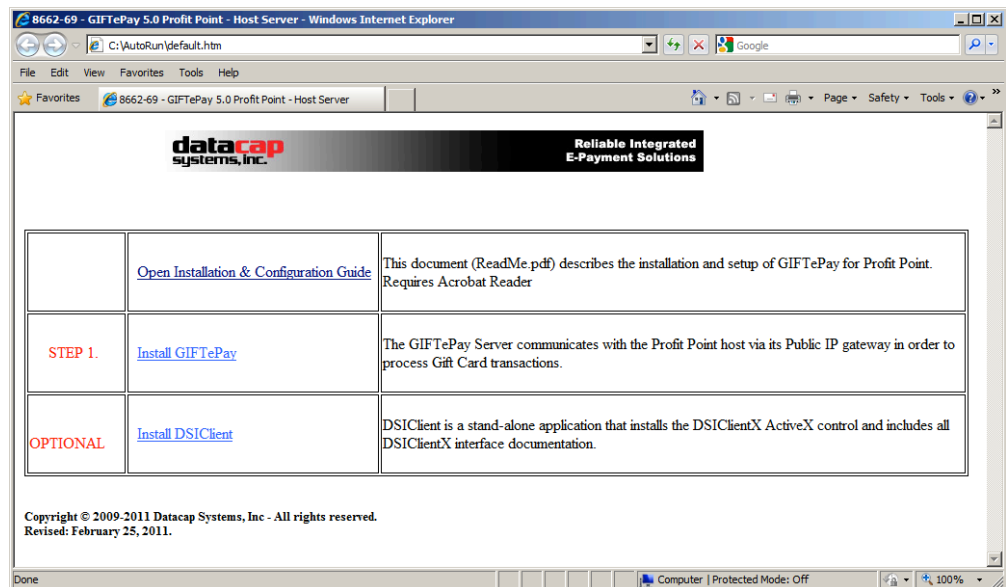 8662-69 - GIFTePay 5.0 Profit Point - Host Server - Windows Internet Explorer
C:\AutoRun\default.htm
Google
File Edit View Favorites Tools Help
Favorites 8662-69 - GIFTePay 5.0 Profit Point - Host Server Page Safety Tools
datacap
systems, inc.
Reliable Integrated
E-Payment Solutions
Open Installation & Configuration Guide
This document (ReadMe.pdf) describes the installation and setup of GIFTePay for Profit Point.
Requires Acrobat Reader
STEP 1.
Install GIFTePay
The GIFTePay Server communicates with the Profit Point host via its Public IP gateway in order to
process Gift Card transactions.
OPTIONAL
Install DSIClient
DSIClient is a stand-alone application that installs the DSIClientX ActiveX control and includes all
DSIClientX interface documentation.
Copyright © 2009-2011 Datacap Systems, Inc - All rights reserved.
Revised: February 25, 2011.
Done Computer | Protected Mode: Off 100%